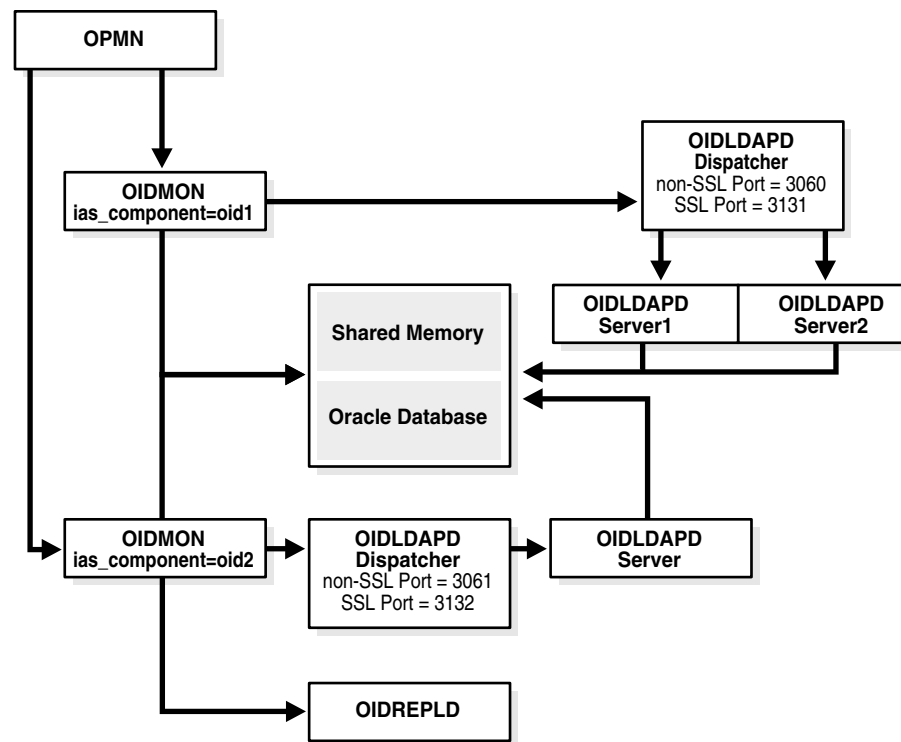 OPMN
OIDLDAPD
Dispatcher
non-SSL Port = 3060
SSL Port = 3131
OIDMON
ias_component=oid1
OIDLDAPD
Server1
OIDLDAPD
Server2
Shared Memory
Oracle Database
OIDMON
ias_component=oid2
OIDLDAPD
Dispatcher
non-SSL Port = 3061
SSL Port = 3132
OIDLDAPD
Server
OIDREPLD